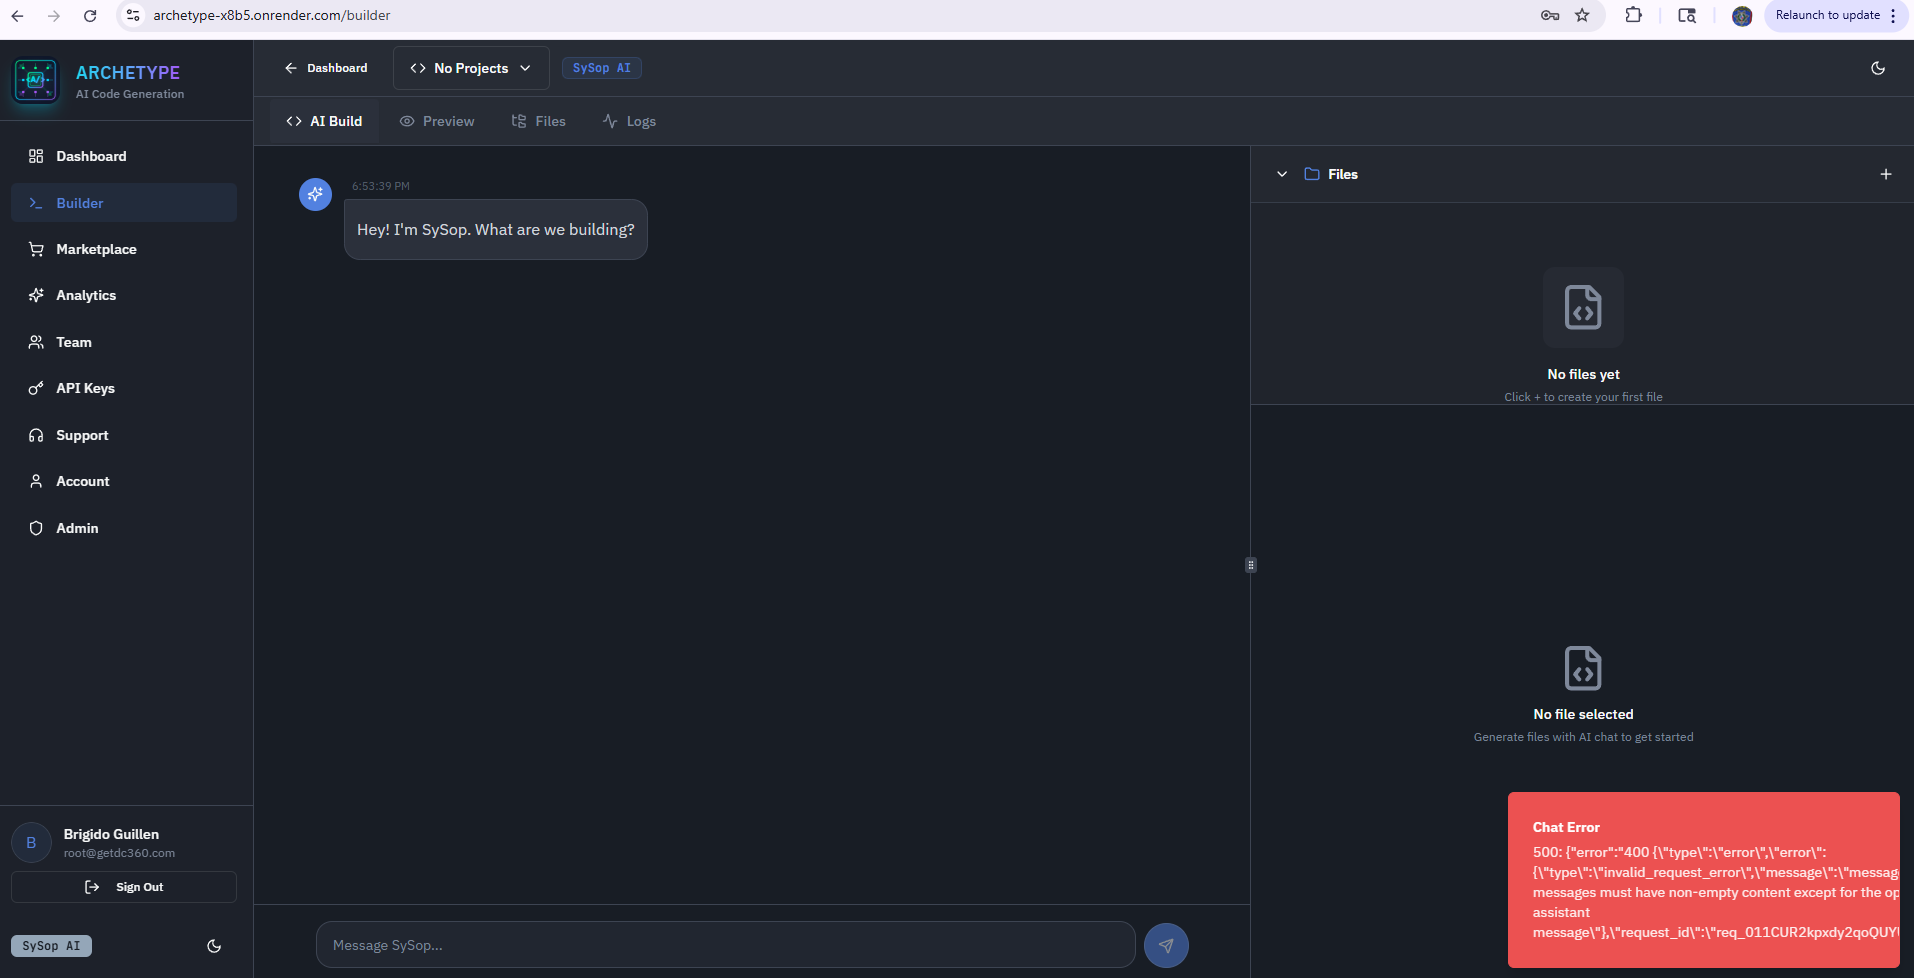 archetype-x8b5.onrender.com/builder
Relaunch to update
ARCHETYPE
AI Code Generation
Dashboard
No Projects
SySop AI
AI Build
Preview
Files
Logs
Dashboard
Builder
Marketplace
Analytics
Team
API Keys
Support
Account
Admin
Brigido Guillen
B
root@getdc360.com
Sign Out
SySop AI
6:53:39 PM
Hey! I'm SySop. What are we building?
Message SySop...
Files
No files yet
Click + to create your first file
No file selected
Generate files with AI chat to get started
Chat Error
500: {"error":"400 {\"type\":\"error\",\"error\":
{\"type\":\"invalid_request_error\",\"message\":\"messag
messages must have non-empty content except for the op
assistant
message\"},\"request_id\":\"req_011CUR2kpxdy2qoQUY